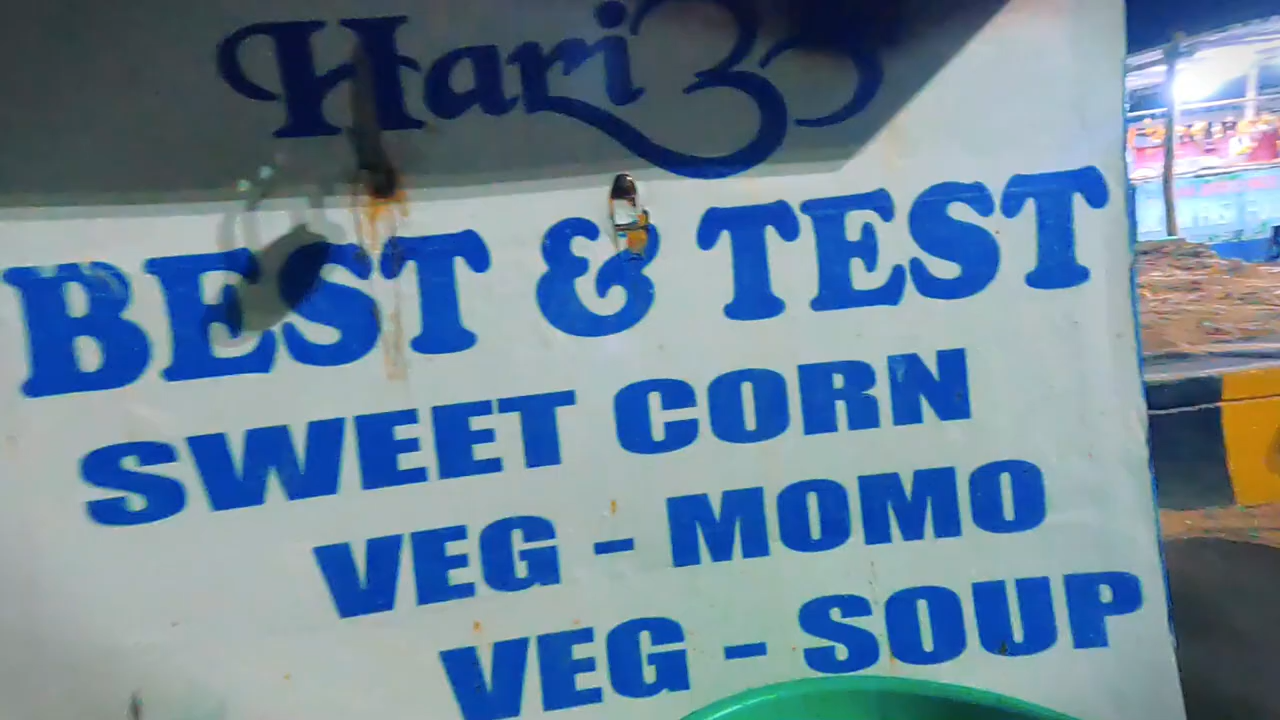 Hari ॐ
BEST & TEST
SWEET CORN
VEG - MOMO
VEG - SOUP